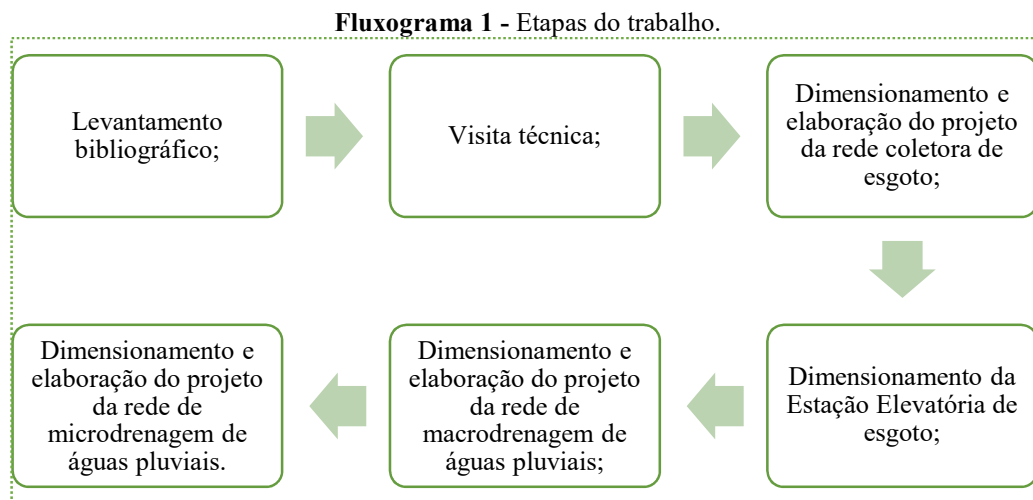 Fluxograma 1 - Etapas do trabalho.
Levantamento
bibliográfico;
Visita técnica;
Dimensionamento e
elaboração do projeto
da rede coletora de
esgoto;
Dimensionamento da
Estação Elevatória de
esgoto;
Dimensionamento e
elaboração do projeto
da rede de
macrodrenagem de
águas pluviais;
Dimensionamento e
elaboração do projeto
da rede de
microdrenagem de
águas pluviais.